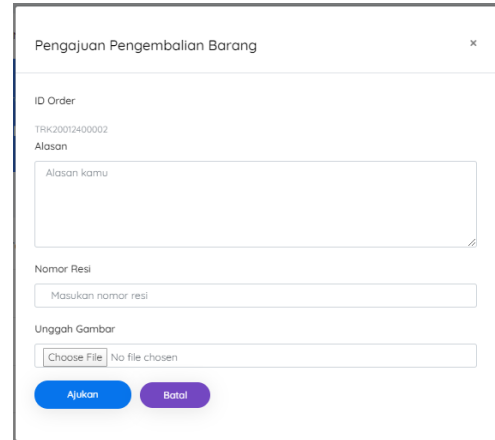 Pengajuan Pengembalian Barang
×
ID Order
TRK20012400002
Alasan
Alasan kamu
Nomor Resi
Masukan nomor resi
Unggah Gambar
Choose File No file chosen
Ajukan Batal